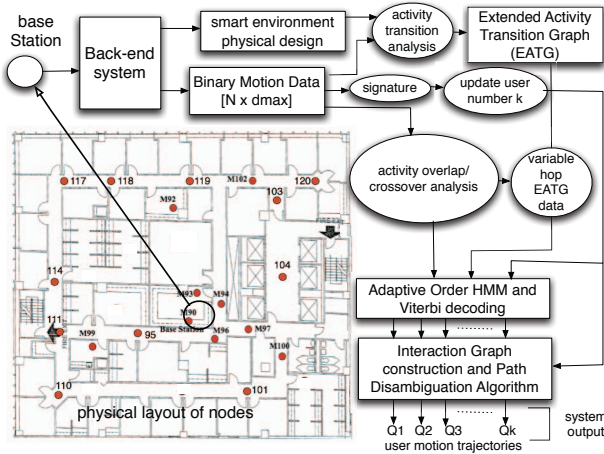 base
Station
Back-end
system
smart environment
physical design
activity
transition
analysis
Extended Activity
Transition Graph
(EATG)
Binary Motion Data
[N x dmax]
signature
update user
number k
activity overlap/
crossover analysis
variable
hop
EATG
data
117
118
119
M102
120
M92
103
104
114
M93
M94
M90
111
Base Station
M96
M97
M99
95
M100
110
101
physical layout of nodes
Adaptive Order HMM and
Viterbi decoding
Interaction Graph
construction and Path
Disambiguation Algorithm
Q1 Q2 Q3 Qk
user motion trajectories
system
output